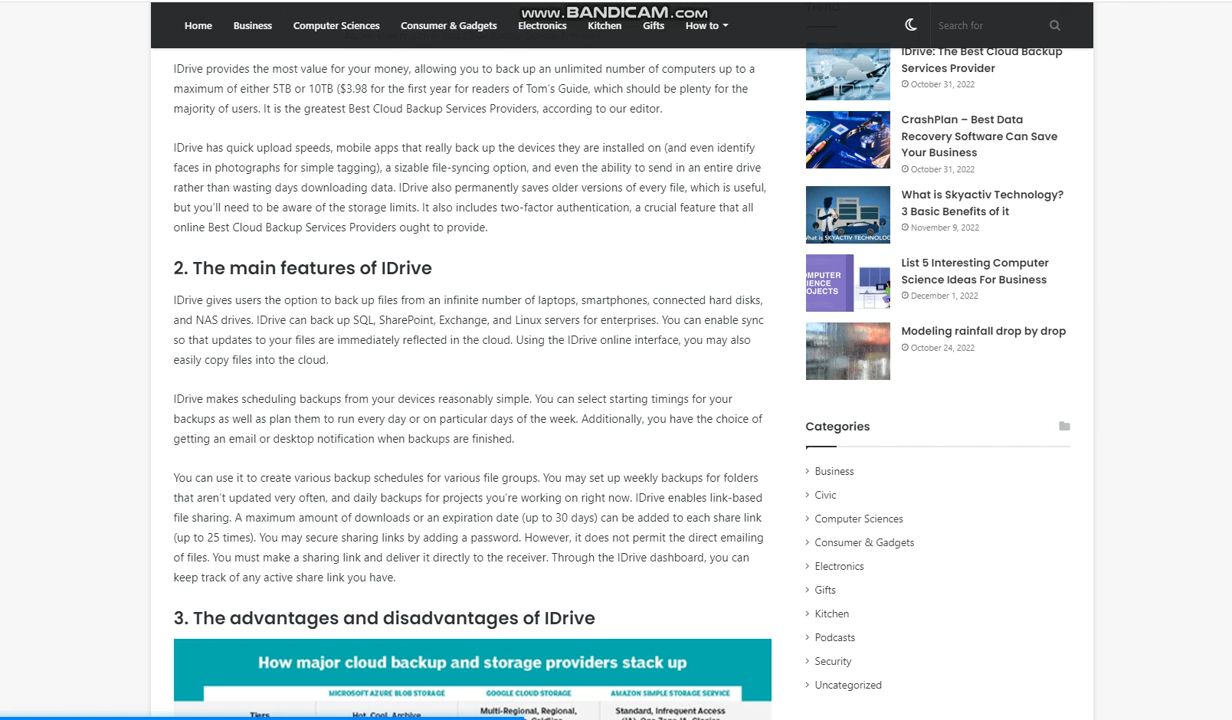 www.BANDICAM.com
Home
Business
Computer Sciences
Consumer & Gadgets
Electronics
Kitchen
Gifts
How to
Search for
IDrive provides the most value for your money, allowing you to back up an unlimited number of computers up to a
maximum of either 5TB or 10TB ($3.98 for the first year for readers of Tom's Guide, which should be plenty for the
majority of users. It is the greatest Best Cloud Backup Services Providers, according to our editor.
IDrive has quick upload speeds, mobile apps that really back up the devices they are installed on (and even identify
faces in photographs for simple tagging), a sizable file-syncing option, and even the ability to send in an entire drive
rather than wasting days downloading data. IDrive also permanently saves older versions of every file, which is useful,
but you'll need to be aware of the storage limits. It also includes two-factor authentication, a crucial feature that all
online Best Cloud Backup Services Providers ought to provide.
2. The main features of IDrive
IDrive gives users the option to back up files from an infinite number of laptops, smartphones, connected hard disks,
and NAS drives. IDrive can back up SQL, SharePoint, Exchange, and Linux servers for enterprises. You can enable sync
so that updates to your files are immediately reflected in the cloud. Using the IDrive online interface, you may also
easily copy files into the cloud.
IDrive makes scheduling backups from your devices reasonably simple. You can select starting timings for your
backups as well as plan them to run every day or on particular days of the week. Additionally, you have the choice of
getting an email or desktop notification when backups are finished.
You can use it to create various backup schedules for various file groups. You may set up weekly backups for folders
that aren't updated very often, and daily backups for projects you're working on right now. IDrive enables link-based
file sharing. A maximum amount of downloads or an expiration date (up to 30 days) can be added to each share link
(up to 25 times). You may secure sharing links by adding a password. However, it does not permit the direct emailing
of files. You must make a sharing link and deliver it directly to the receiver. Through the IDrive dashboard, you can
keep track of any active share link you have.
3. The advantages and disadvantages of IDrive
How major cloud backup and storage providers stack up
MICROSOFT AZURE BLOB STORAGE
GOOGLE CLOUD STORAGE
AMAZON SIMPLE STORAGE SERVICE
Tiers
Hot, Cool, Archive
Multi-Regional, Regional,
Standard, Infrequent Access
IDrive: The Best Cloud Backup
Services Provider
October 31, 2022
CrashPlan – Best Data
Recovery Software Can Save
Your Business
October 31, 2022
What is Skyactiv Technology?
3 Basic Benefits of it
November 9, 2022
What is SKYACTIV TECHNOLOG
List 5 Interesting Computer
Science Ideas For Business
December 1, 2022
OMPUTER
IENCE
OJECTS
Modeling rainfall drop by drop
October 24, 2022
Categories
Business
Civic
Computer Sciences
Consumer & Gadgets
Electronics
Gifts
Kitchen
Podcasts
Security
Uncategorized